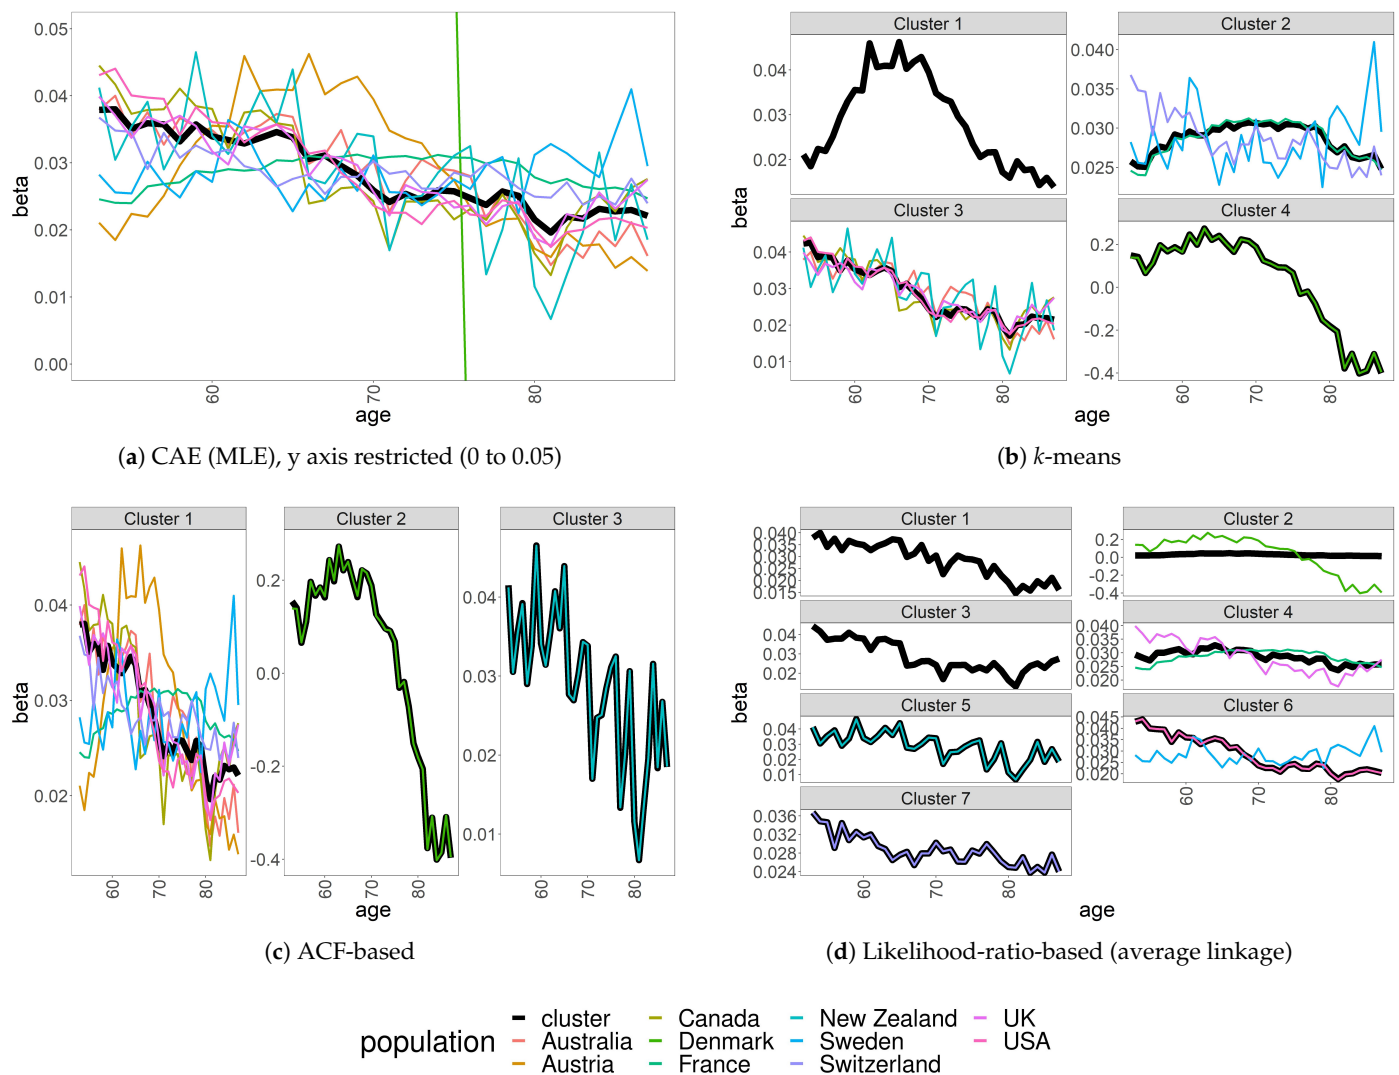 0.05
0.04
0.03
0.02
0.01
0.00
beta
60
70
80
age
(a) CAE (MLE), y axis restricted (0 to 0.05)
Cluster 1
0.04
0.03
0.02
Cluster 2
0.040
0.035
0.030
0.025
beta
Cluster 3
0.04
0.03
0.02
0.01
60
70
80
Cluster 4
0.2
0.0
-0.2
-0.4
60
70
80
age
(b) k-means
Cluster 1
0.04
0.03
0.02
60
70
80
Cluster 2
0.2
0.0
-0.2
-0.4
60
70
80
Cluster 3
0.04
0.03
0.02
0.01
60
70
80
beta
age
(c) ACF-based
Cluster 1
0.040
0.035
0.030
0.025
0.020
0.015
Cluster 2
0.2
0.0
-0.2
-0.4
Cluster 3
0.04
0.03
0.02
Cluster 4
0.040
0.035
0.030
0.025
0.020
beta
Cluster 5
0.04
0.03
0.02
0.01
Cluster 6
0.045
0.040
0.035
0.030
0.025
0.020
60
70
80
Cluster 7
0.036
0.032
0.028
0.024
60
70
80
age
(d) Likelihood-ratio-based (average linkage)
population
cluster
Australia
Austria
Canada
Denmark
France
New Zealand
Sweden
Switzerland
UK
USA